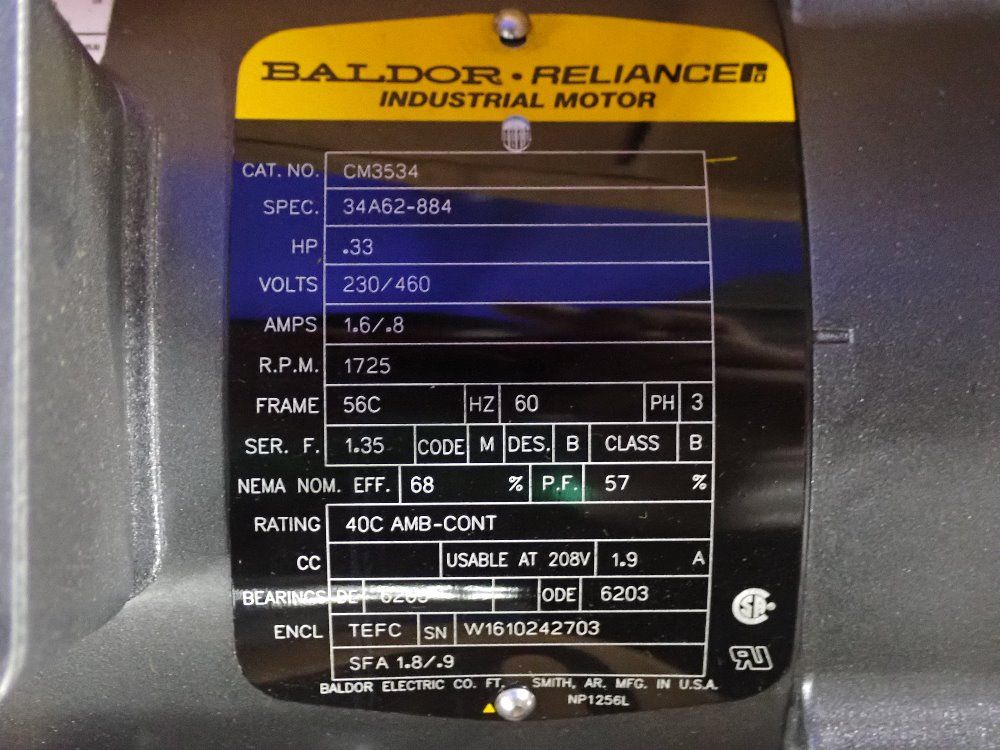 BALDOR • RELIANCE
INDUSTRIAL MOTOR
CAT. NO. CM3534
SPEC. 34A62-884
HP .33
VOLTS 230/460
AMPS 1.6/.8
R.P.M. 1725
FRAME 56C HZ 60 PH 3
SER. F. 1.35 CODE M DES. B CLASS B
NEMA NOM. EFF. 68 % P.F. 57 %
RATING 40C AMB-CONT
CC USABLE AT 208V 1.9 A
BEARINGS DE ODE 6203
ENCL TEFC SN W1610242703
SFA 1.8/.9
BALDOR ELECTRIC CO. FT. SMITH, AR. MFG. IN U.S.A.
NP1256L